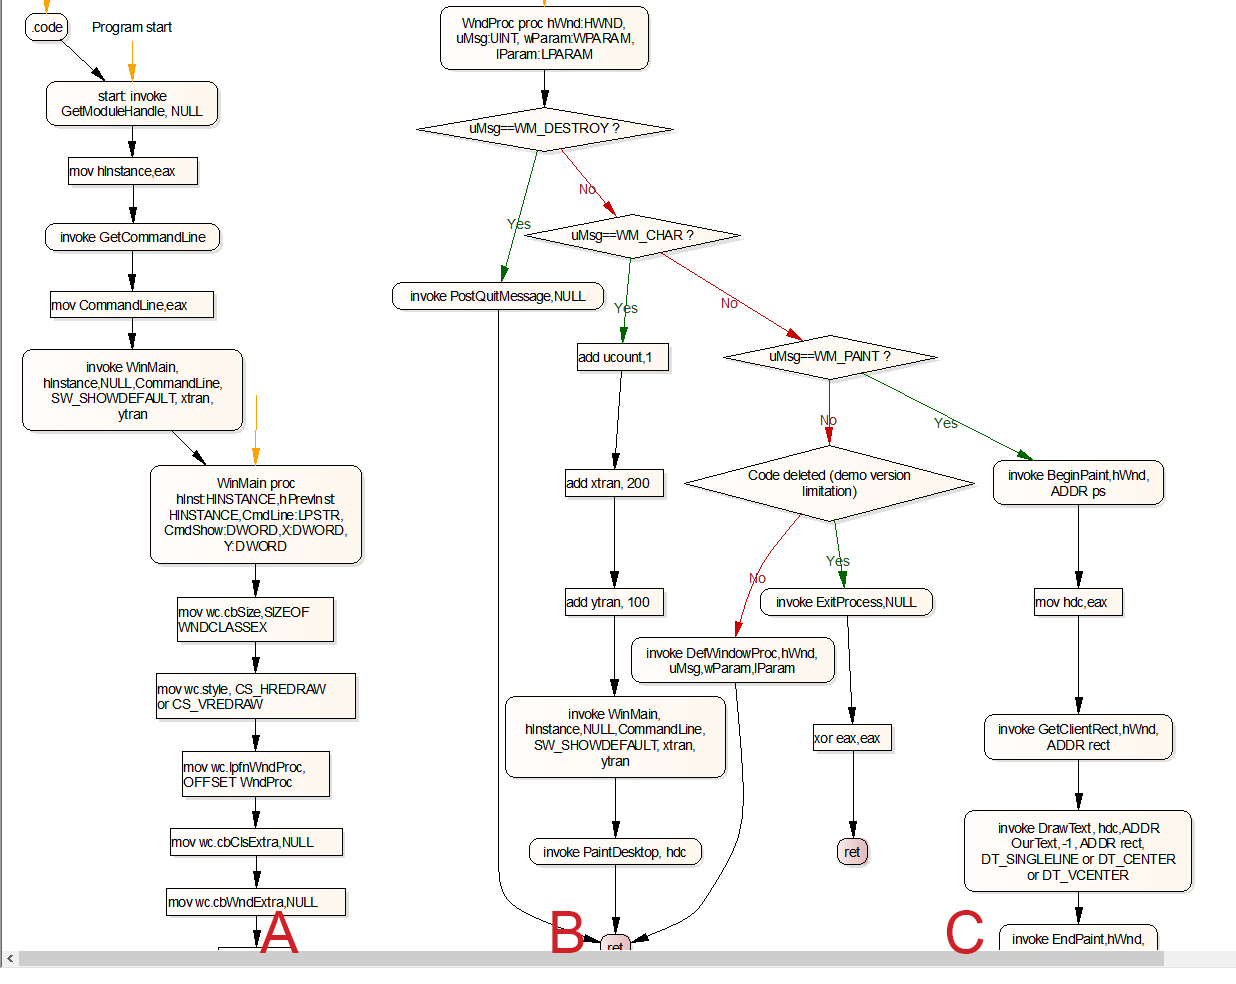 .code
Program start
start: invoke
GetModuleHandle, NULL
mov hInstance,eax
invoke GetCommandLine
mov CommandLine,eax
invoke WinMain,
hInstance,NULL,CommandLine,
SW_SHOWDEFAULT, xtran,
ytran
WinMain proc
hInst:HINSTANCE,hPrevInst
HINSTANCE,CmdLine:LPSTR,
CmdShow:DWORD,X:DWORD,
Y:DWORD
mov wc.cbSize,SIZEOF
WNDCLASSEX
mov wc.style, CS_HREDRAW
or CS_VREDRAW
mov wc.lpfnWndProc,
OFFSET WndProc
mov wc.cbClsExtra,NULL
mov wc.cbWndExtra,NULL
A
WndProc proc hWnd:HWND,
uMsg:UINT, wParam:WPARAM,
lParam:LPARAM
uMsg==WM_DESTROY ?
No
Yes
uMsg==WM_CHAR ?
invoke PostQuitMessage,NULL
Yes
No
add ucount,1
uMsg==WM_PAINT ?
No
Yes
add xtran, 200
Code deleted (demo version
limitation)
No
Yes
add ytran, 100
invoke ExitProcess,NULL
invoke DefWindowProc,hWnd,
uMsg,wParam,lParam
invoke WinMain,
hInstance,NULL,CommandLine,
SW_SHOWDEFAULT, xtran,
ytran
xor eax,eax
invoke PaintDesktop, hdc
ret
B
ret
invoke BeginPaint,hWnd,
ADDR ps
mov hdc,eax
invoke GetClientRect,hWnd,
ADDR rect
invoke DrawText, hdc,ADDR
OurText,-1, ADDR rect,
DT_SINGLELINE or DT_CENTER
or DT_VCENTER
C
invoke EndPaint,hWnd,